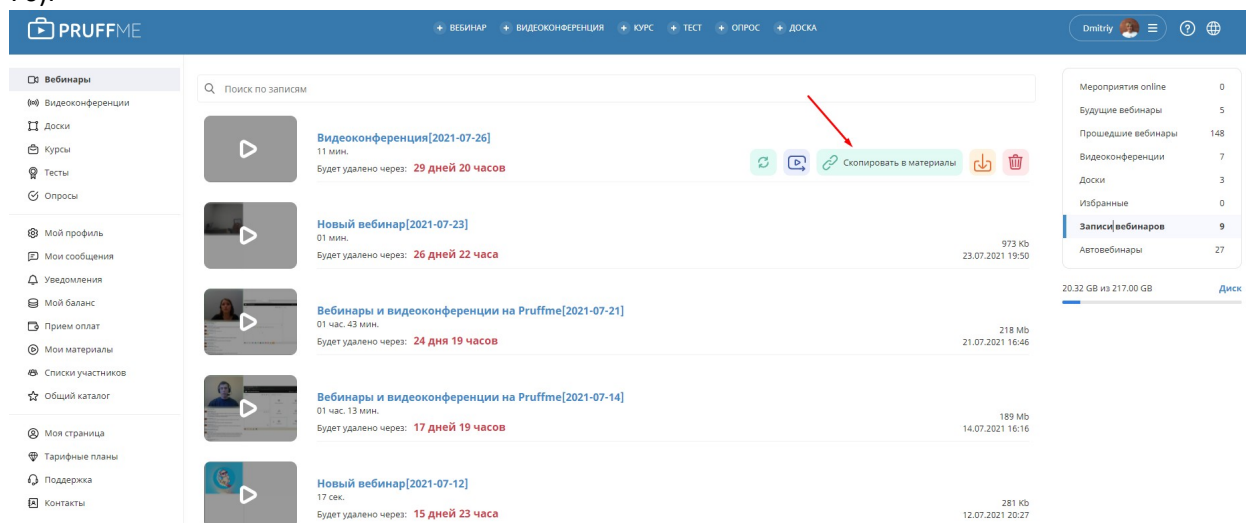 PRUFFME
+ ВЕБИНАР + ВИДЕОКОНФЕРЕНЦИЯ + КУРС + ТЕСТ + ОПРОС + ДОСКА
Dmitriy
Вебинары
Видеоконференции
Доски
Курсы
Тесты
Опросы
Мой профиль
Мои сообщения
Уведомления
Мой баланс
Прием оплат
Мои материалы
Списки участников
Общий каталог
Моя страница
Тарифные планы
Поддержка
Контакты
Поиск по записям
Видеоконференция[2021-07-26]
11 мин.
Будет удалено через: 29 дней 20 часов
Скопировать в материалы
Новый вебинар[2021-07-23]
01 мин.
Будет удалено через: 26 дней 22 часа
973 Kb
23.07.2021 19:50
Вебинары и видеоконференции на Pruffme[2021-07-21]
01 час. 43 мин.
Будет удалено через: 24 дня 19 часов
218 Mb
21.07.2021 16:46
Вебинары и видеоконференции на Pruffme[2021-07-14]
01 час. 13 мин.
Будет удалено через: 17 дней 19 часов
189 Mb
14.07.2021 16:16
Новый вебинар[2021-07-12]
17 сек.
Будет удалено через: 15 дней 23 часа
281 Kb
12.07.2021 20:27
Мероприятия online 0
Будущие вебинары 5
Прошедшие вебинары 148
Видеоконференции 7
Доски 3
Избранные 0
Записи вебинаров 9
Автовебинары 27
20.32 GB из 217.00 GB Диск